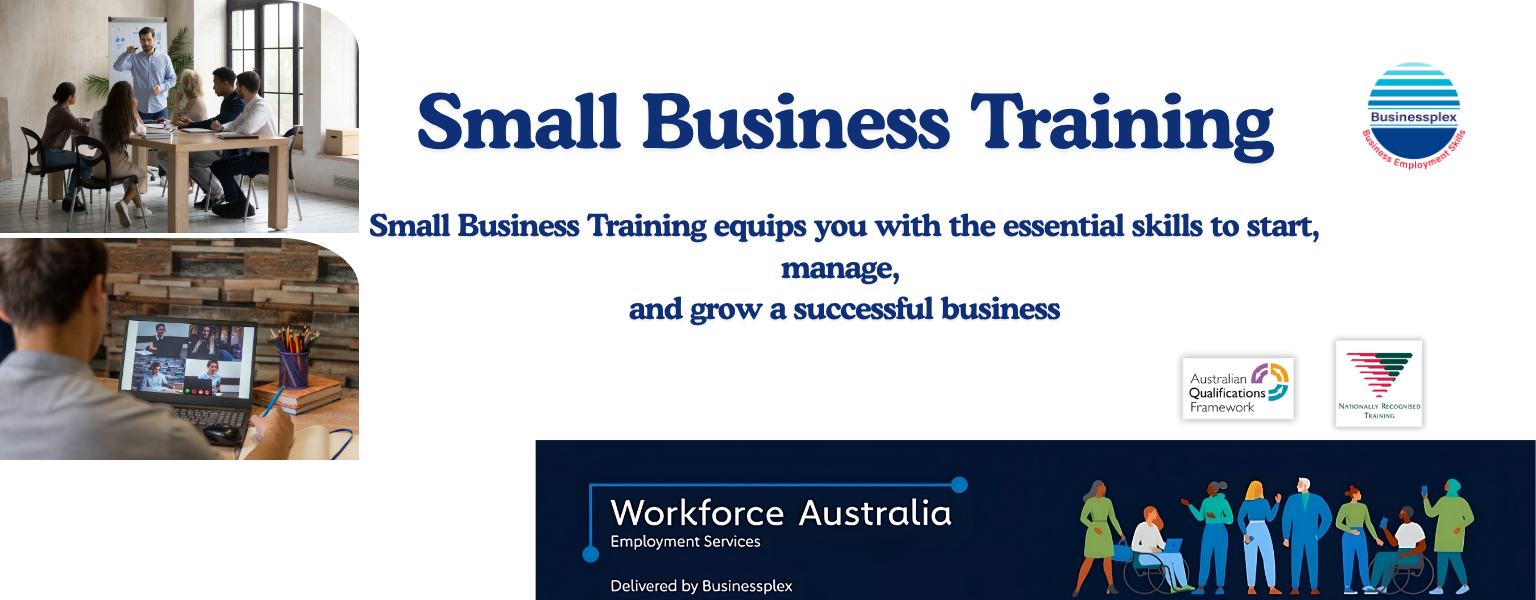 Small Business Training
Businessplex
Business Employment Skills
Small Business Training equips you with the essential skills to start,
manage,
and grow a successful business
Australian
Qualifications
Framework
NATIONALLY RECOGNISED
TRAINING
Workforce Australia
Employment Services
Delivered by Businessplex